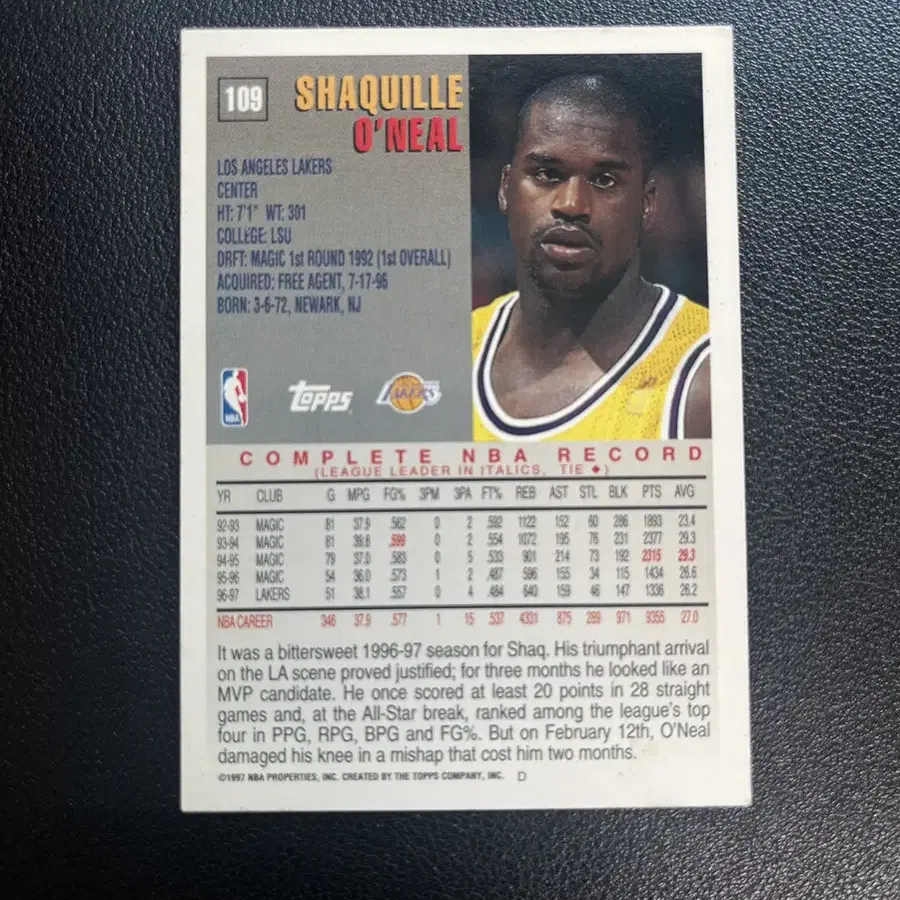 109
SHAQUILLE
O'NEAL
LOS ANGELES LAKERS
CENTER
HT: 7'1" WT: 301
COLLEGE: LSU
DRFT: MAGIC 1st ROUND 1992 (1st OVERALL)
ACQUIRED: FREE AGENT, 7-17-96
BORN: 3-6-72, NEWARK, NJ
NBA TOPPS LAKERS
COMPLETE NBA RECORD
(LEAGUE LEADER IN ITALICS, TIE ◆)
YR CLUB G MPG FG% 3PM 3PA FT% REB AST STL BLK PTS AVG
92-93 MAGIC 81 37.9 .562 0 2 .592 1122 152 60 286 1893 23.4
93-94 MAGIC 81 39.8 .599 0 2 .554 1072 195 76 231 2377 29.3
94-95 MAGIC 79 37.0 .583 0 5 .533 901 214 73 192 2315 29.3
95-96 MAGIC 54 36.0 .573 1 2 .487 596 155 34 115 1434 26.6
96-97 LAKERS 51 38.1 .557 0 4 .484 640 159 46 147 1336 26.2
NBA CAREER 346 37.9 .577 1 15 .537 4331 875 289 971 9355 27.0
It was a bittersweet 1996-97 season for Shaq. His triumphant arrival
on the LA scene proved justified; for three months he looked like an
MVP candidate. He once scored at least 20 points in 28 straight
games and, at the All-Star break, ranked among the league's top
four in PPG, RPG, BPG and FG%. But on February 12th, O'Neal
damaged his knee in a mishap that cost him two months.
©1997 NBA PROPERTIES, INC. CREATED BY THE TOPPS COMPANY, INC. D